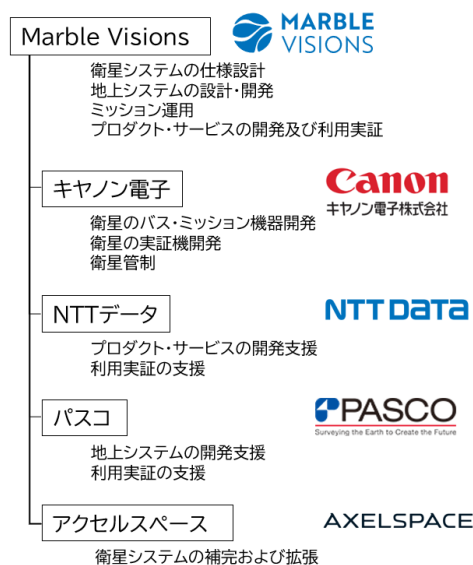 Marble Visions
MARBLE
VISIONS
衛星システムの仕様設計
地上システムの設計・開発
ミッション運用
プロダクト・サービスの開発及び利用実証
キヤノン電子
Canon
キヤノン電子株式会社
衛星のバス・ミッション機器開発
衛星の実証機開発
衛星管制
NTTデータ
NTT DATA
プロダクト・サービスの開発支援
利用実証の支援
パスコ
PASCO
Surveying the Earth to Create the Future
地上システムの開発支援
利用実証の支援
アクセルスペース
AXELSPACE
衛星システムの補完および拡張